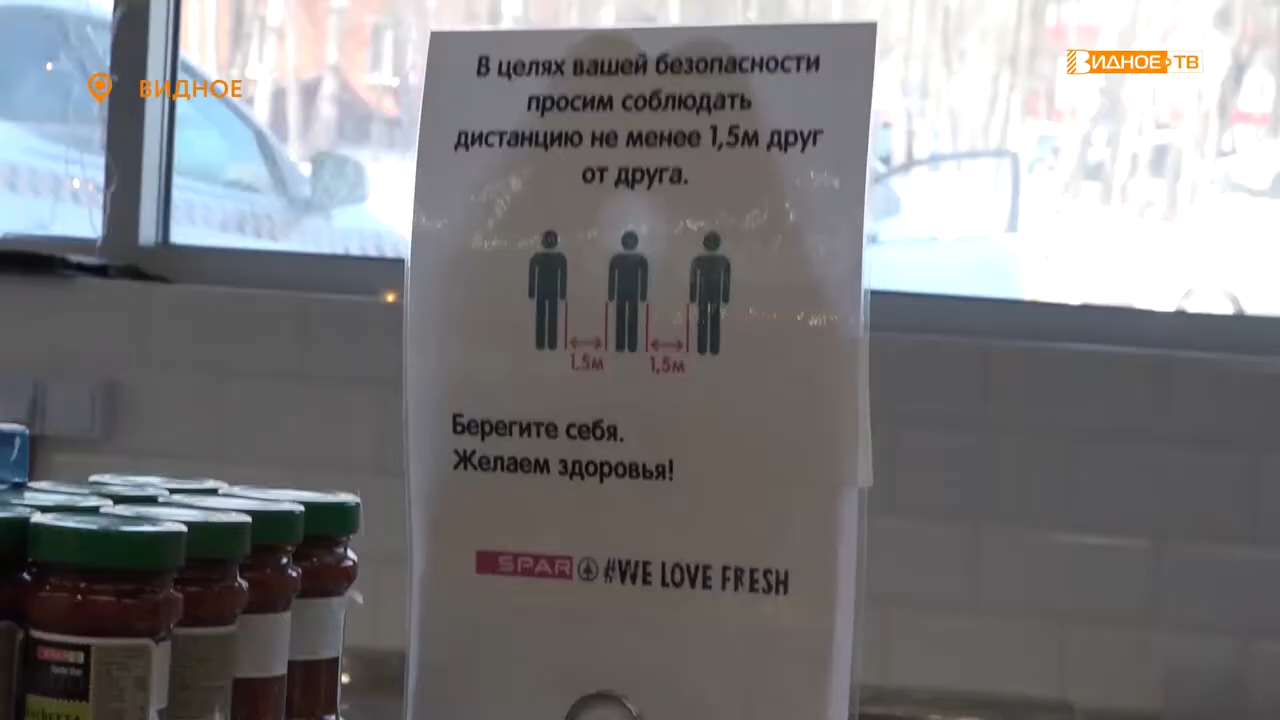 ВИДНОЕ
ВИДНОЕ ТВ
В целях вашей безопасности
просим соблюдать
дистанцию не менее 1,5м друг
от друга.
1,5м 1,5м
Берегите себя.
Желаем здоровья!
SPAR #WE LOVE FRESH
SPAR